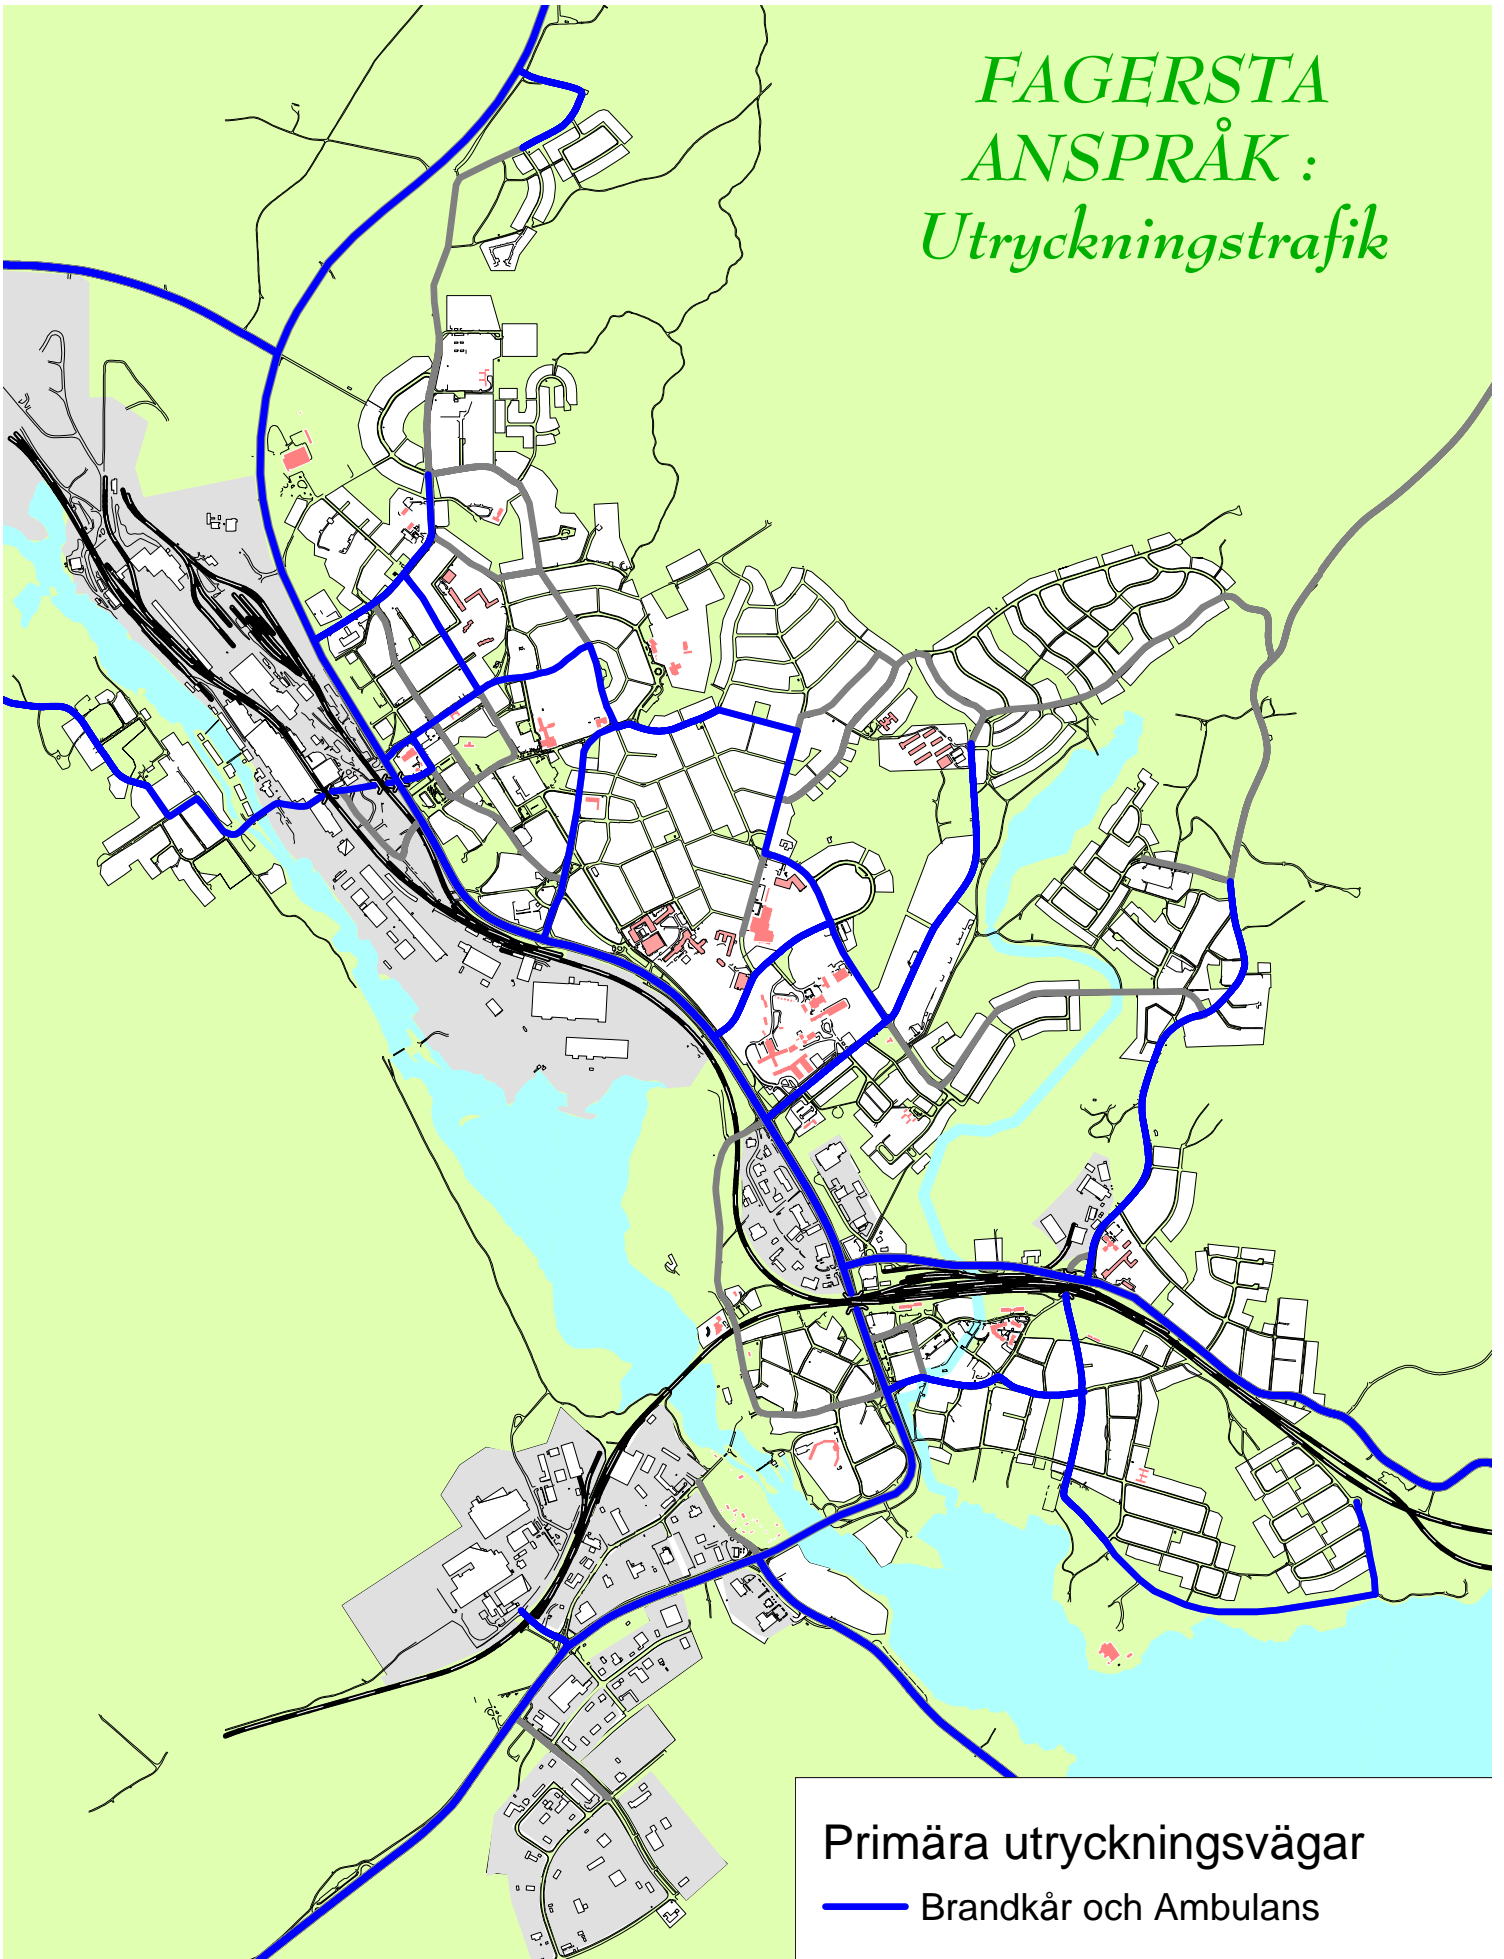 FAGERSTA
ANSPRÅK :
Utryckningstrafik
Primära utryckningsvägar
Brandkår och Ambulans